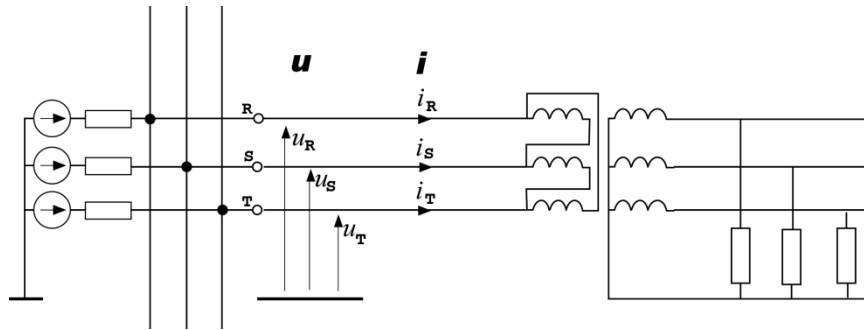 u i
R i_R
u_R
S i_S
u_S
T i_T
u_T